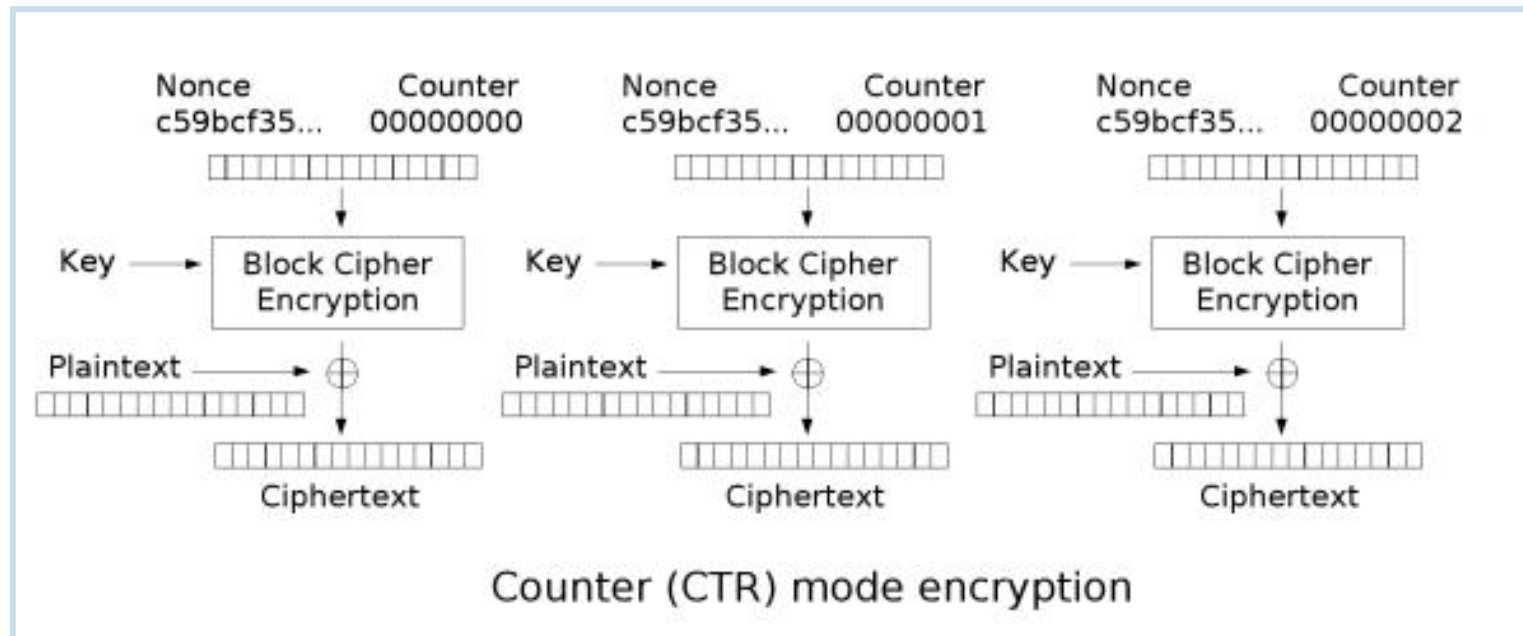 Nonce Counter Nonce Counter Nonce Counter
c59bcf35... 00000000 c59bcf35... 00000001 c59bcf35... 00000002
Key Block Cipher Key Block Cipher Key Block Cipher
Encryption Encryption Encryption
Plaintext Plaintext Plaintext
Ciphertext Ciphertext Ciphertext
Counter (CTR) mode encryption